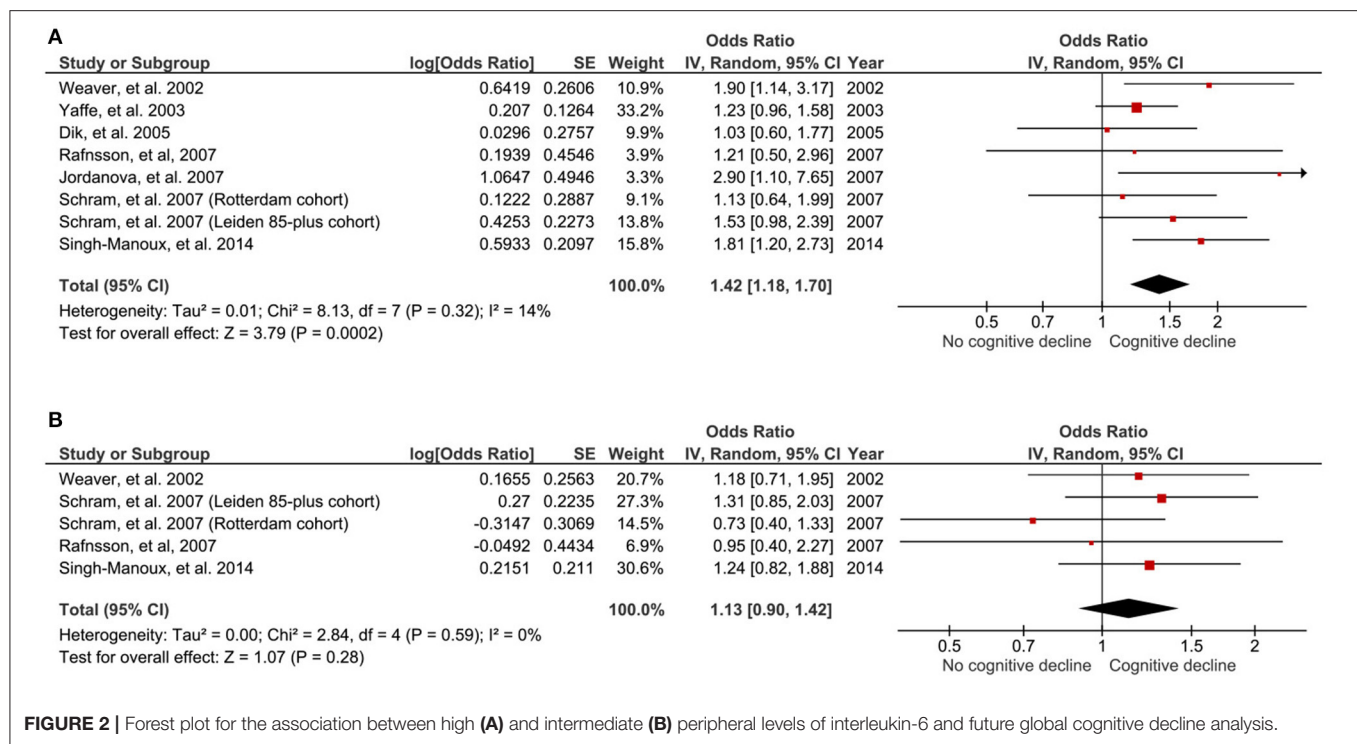 A
Odds Ratio Odds Ratio
Study or Subgroup log[Odds Ratio] SE Weight IV, Random, 95% CI Year IV, Random, 95% CI
Weaver, et al. 2002 0.6419 0.2606 10.9% 1.90 [1.14, 3.17] 2002
Yaffe, et al. 2003 0.207 0.1264 33.2% 1.23 [0.96, 1.58] 2003
Dik, et al. 2005 0.0296 0.2757 9.9% 1.03 [0.60, 1.77] 2005
Rafnsson, et al, 2007 0.1939 0.4546 3.9% 1.21 [0.50, 2.96] 2007
Jordanova, et al. 2007 1.0647 0.4946 3.3% 2.90 [1.10, 7.65] 2007
Schram, et al. 2007 (Rotterdam cohort) 0.1222 0.2887 9.1% 1.13 [0.64, 1.99] 2007
Schram, et al. 2007 (Leiden 85-plus cohort) 0.4253 0.2273 13.8% 1.53 [0.98, 2.39] 2007
Singh-Manoux, et al. 2014 0.5933 0.2097 15.8% 1.81 [1.20, 2.73] 2014
Total (95% CI) 100.0% 1.42 [1.18, 1.70]
Heterogeneity: Tau² = 0.01; Chi² = 8.13, df = 7 (P = 0.32); I² = 14%
Test for overall effect: Z = 3.79 (P = 0.0002)
0.5 0.7 1 1.5 2
No cognitive decline Cognitive decline
B
Odds Ratio Odds Ratio
Study or Subgroup log[Odds Ratio] SE Weight IV, Random, 95% CI Year IV, Random, 95% CI
Weaver, et al. 2002 0.1655 0.2563 20.7% 1.18 [0.71, 1.95] 2002
Schram, et al. 2007 (Leiden 85-plus cohort) 0.27 0.2235 27.3% 1.31 [0.85, 2.03] 2007
Schram, et al. 2007 (Rotterdam cohort) -0.3147 0.3069 14.5% 0.73 [0.40, 1.33] 2007
Rafnsson, et al, 2007 -0.0492 0.4434 6.9% 0.95 [0.40, 2.27] 2007
Singh-Manoux, et al. 2014 0.2151 0.211 30.6% 1.24 [0.82, 1.88] 2014
Total (95% CI) 100.0% 1.13 [0.90, 1.42]
Heterogeneity: Tau² = 0.00; Chi² = 2.84, df = 4 (P = 0.59); I² = 0%
Test for overall effect: Z = 1.07 (P = 0.28)
0.5 0.7 1 1.5 2
No cognitive decline Cognitive decline
FIGURE 2 | Forest plot for the association between high (A) and intermediate (B) peripheral levels of interleukin-6 and future global cognitive decline analysis.